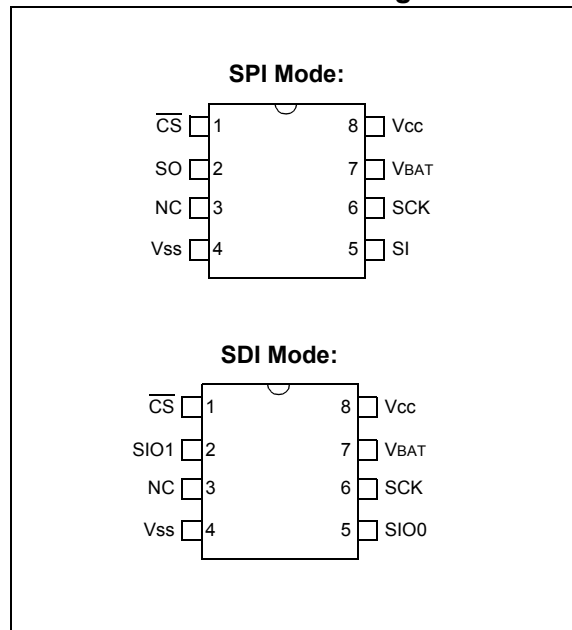 SPI Mode:
CS 1 8 Vcc
SO 2 7 VBAT
NC 3 6 SCK
Vss 4 5 SI
SDI Mode:
CS 1 8 Vcc
SIO1 2 7 VBAT
NC 3 6 SCK
Vss 4 5 SIO0